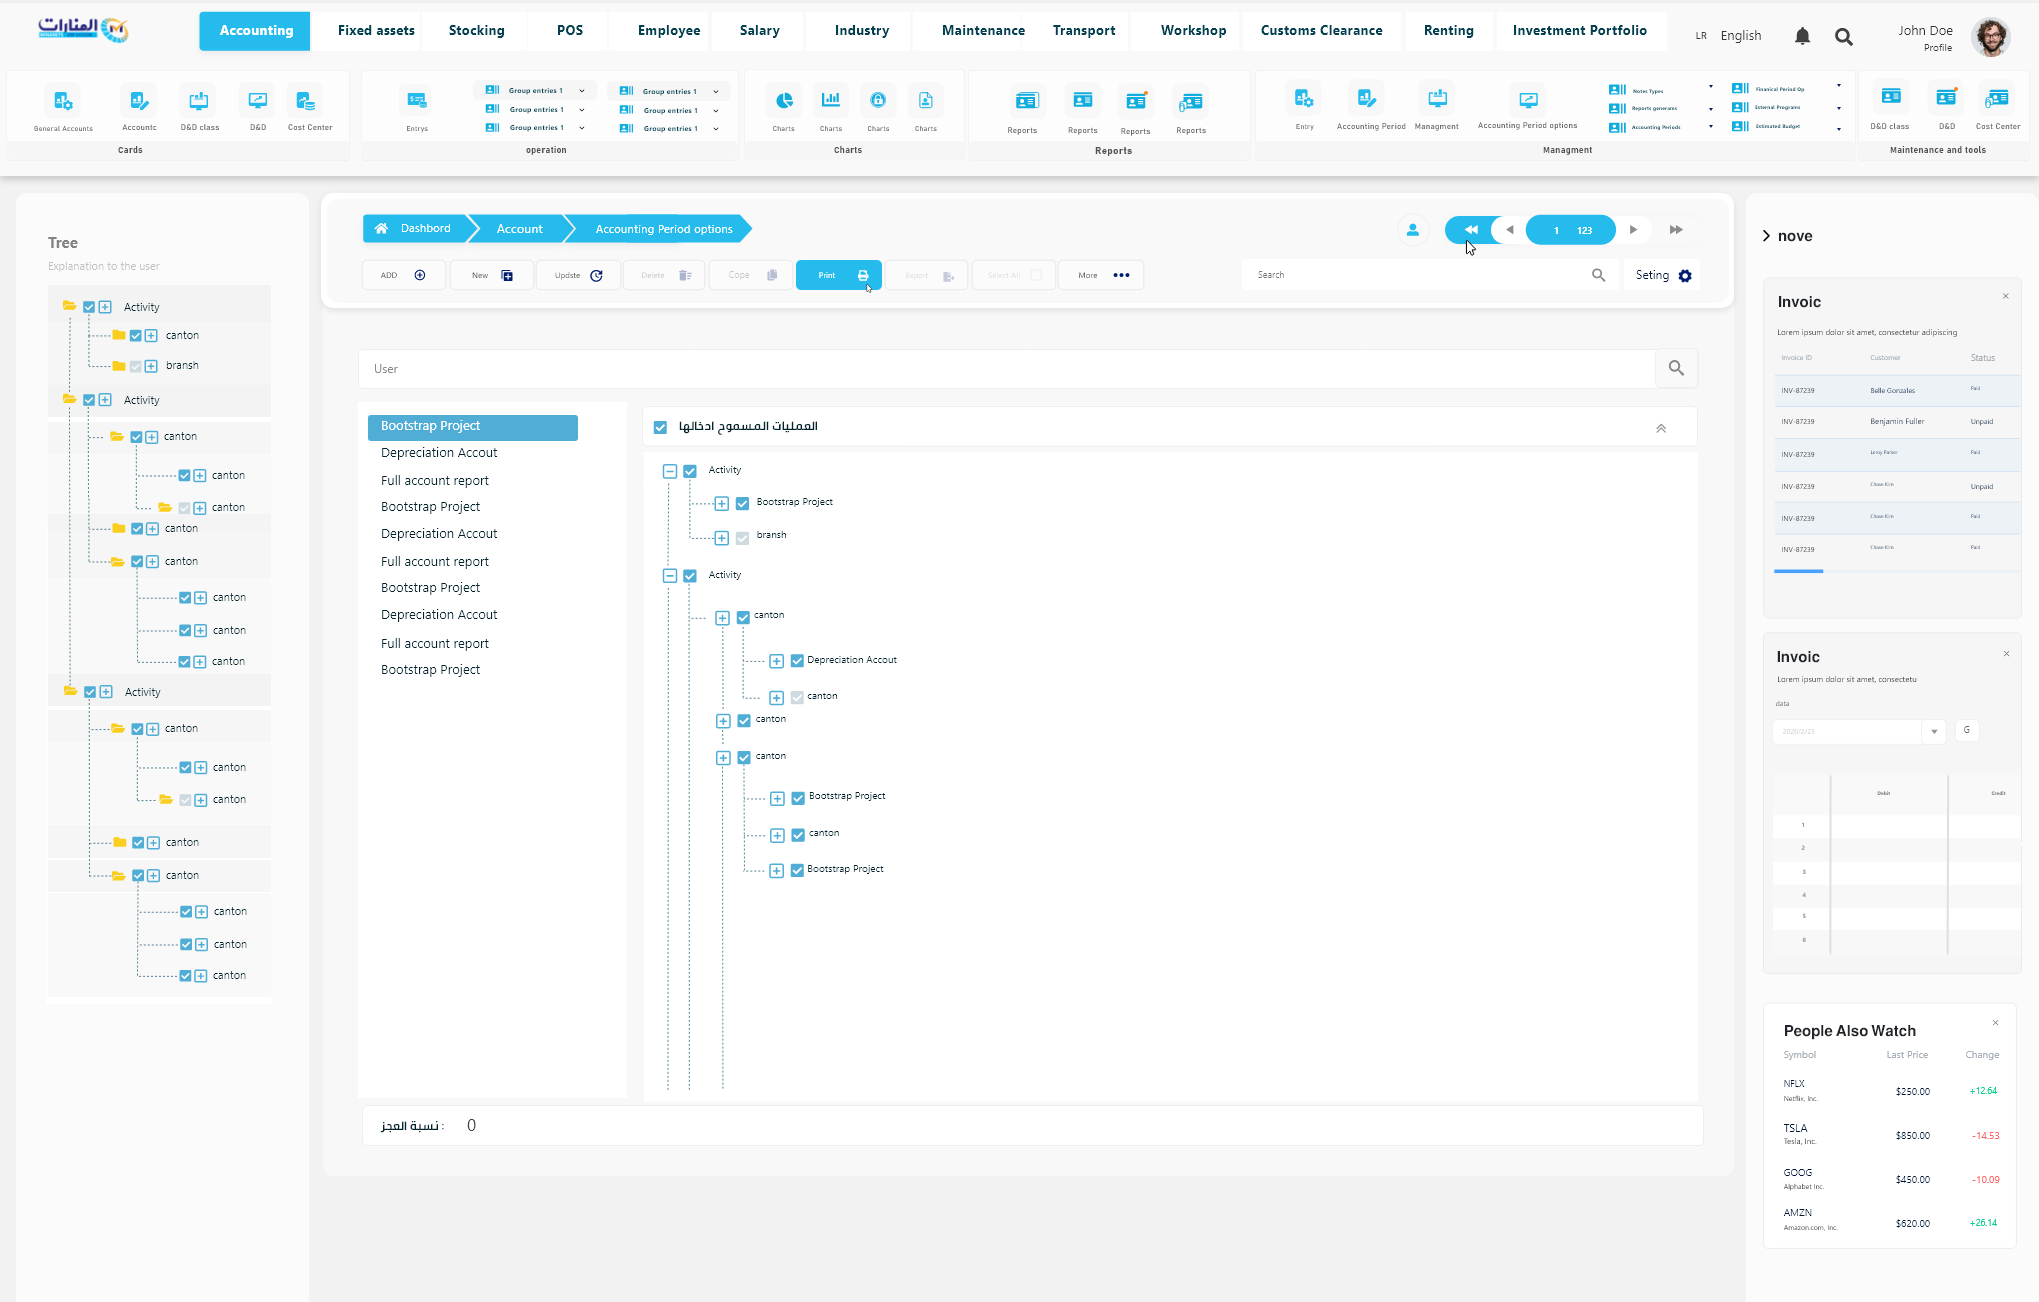 المنارات
Accounting
Fixed assets
Stocking
POS
Employee
Salary
Industry
Maintenance
Transport
Workshop
Customs Clearance
Renting
Investment Portfolio
LR English
John Doe
Profile
General Accounts
Accountc
D&D class
D&D
Cost Center
Cards
Entrys
Group entries 1
Group entries 1
Group entries 1
Group entries 1
Group entries 1
Group entries 1
operation
Charts
Charts
Charts
Charts
Charts
Reports
Reports
Reports
Reports
Reports
Entry
Accounting Period
Managment
Accounting Period options
Notes Types
Reports generams
Accounting Periods
Finanical Period Op
External Programs
Estimated Budget
Managment
D&D class
D&D
Cost Center
Maintenance and tools
Tree
Explanation to the user
Activity
canton
bransh
Activity
canton
canton
canton
canton
canton
canton
canton
canton
Activity
canton
canton
canton
canton
canton
canton
canton
canton
Dashbord
Account
Accounting Period options
1 123
ADD
New
Updste
Delete
Cope
Print
Export
Select All
More
Search
Seting
User
Bootstrap Project
Depreciation Accout
Full account report
Bootstrap Project
Depreciation Accout
Full account report
Bootstrap Project
Depreciation Accout
Full account report
Bootstrap Project
العمليات المسموح ادخالها
Activity
Bootstrap Project
bransh
Activity
canton
Depreciation Accout
canton
canton
canton
Bootstrap Project
canton
Bootstrap Project
نسبة العجز : 0
nove
Invoic
Lorem ipsum dolor sit amet, consectetur adipiscing
Invoice ID Customer Status
INV-87239 Belle Gonzales Paid
INV-87239 Benjamin Fuller Unpaid
INV-87239 Leroy Parker Paid
INV-87239 Chase Kim Unpaid
INV-87239 Chase Kim Paid
INV-87239 Chase Kim Paid
Invoic
Lorem ipsum dolor sit amet, consectetu
data
2020/2/23
G
Debit Credit
1
2
3
4
5
6
People Also Watch
Symbol Last Price Change
NFLX
Netflix, Inc.
$250.00 +12.64
TSLA
Tesla, Inc.
$850.00 -14.53
GOOG
Alphabet Inc.
$450.00 -10.09
AMZN
Amazon.com, Inc.
$620.00 +26.14